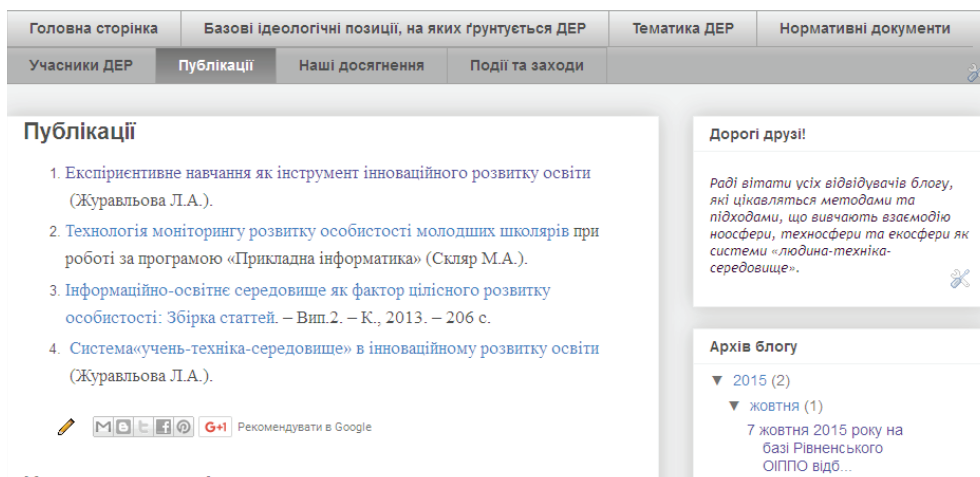 Головна сторінка
Базові ідеологічні позиції, на яких ґрунтується ДЕР
Тематика ДЕР
Нормативні документи
Учасники ДЕР
Публікації
Наші досягнення
Події та заходи
Публікації
1. Експірієнтивне навчання як інструмент інноваційного розвитку освіти
(Журавльова Л.А.).
2. Технологія моніторингу розвитку особистості молодших школярів при
роботі за програмою «Прикладна інформатика» (Скляр М.А.).
3. Інформаційно-освітнє середовище як фактор цілісного розвитку
особистості: Збірка статтей. – Вип.2. – К., 2013. – 206 с.
4. Система«учень-техніка-середовище» в інноваційному розвитку освіти
(Журавльова Л.А.).
G+1 Рекомендувати в Google
Дорогі друзі!
Раді вітати усіх відвідувачів блогу,
які цікавляться методами та
підходами, що вивчають взаємодію
ноосфери, техносфери та екосфери як
системи «людина-техніка-
середовище».
Архів блогу
▼ 2015 (2)
▼ жовтня (1)
7 жовтня 2015 року на
базі Рівненського
ОІППО відб...